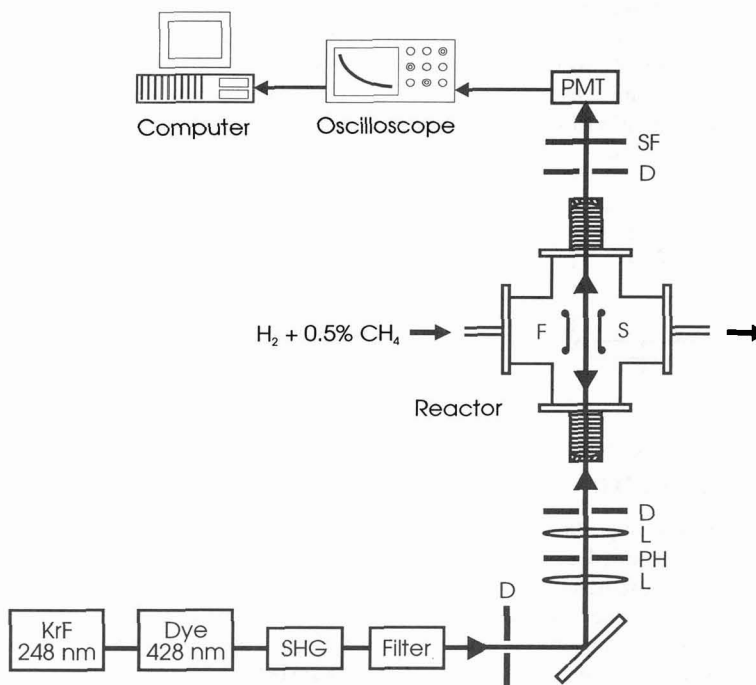 PMT
Computer
Oscilloscope
SF
D
H₂ + 0.5% CH₄
F
S
Reactor
D
L
PH
L
D
KrF
248 nm
Dye
428 nm
SHG
Filter